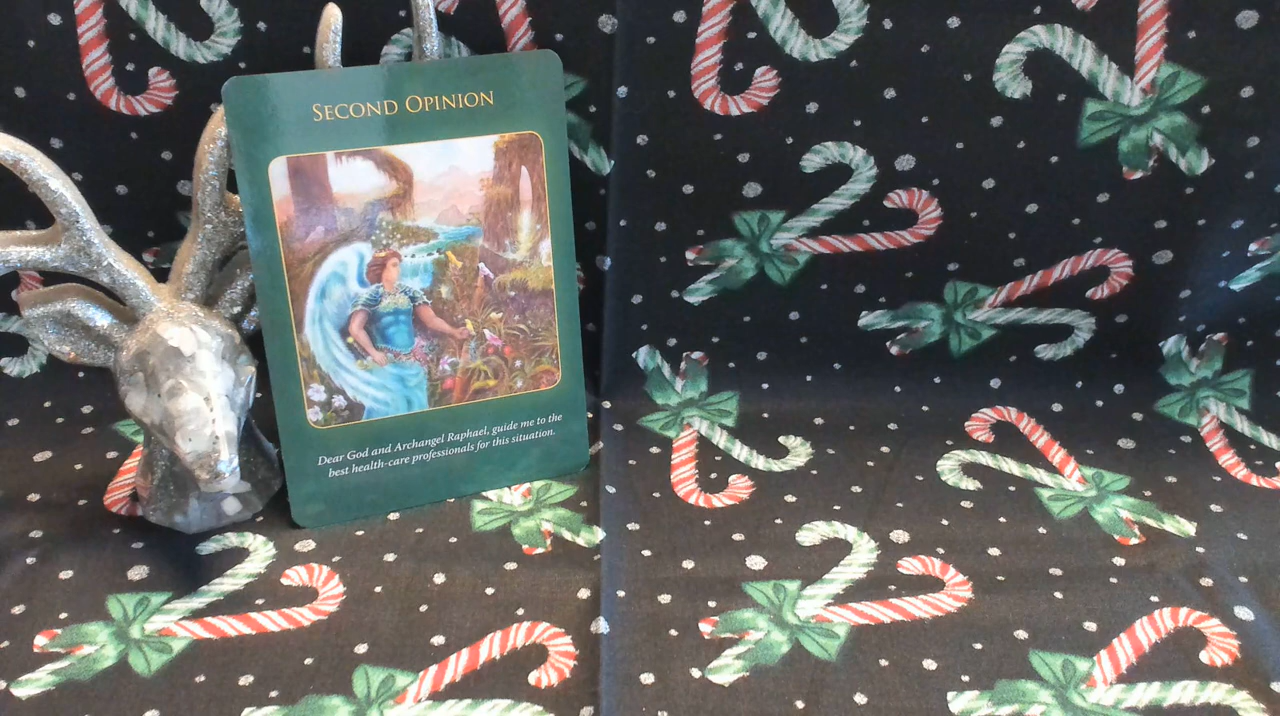 Second Opinion
Dear God and Archangel Raphael, guide me to the
best health-care professionals for this situation.